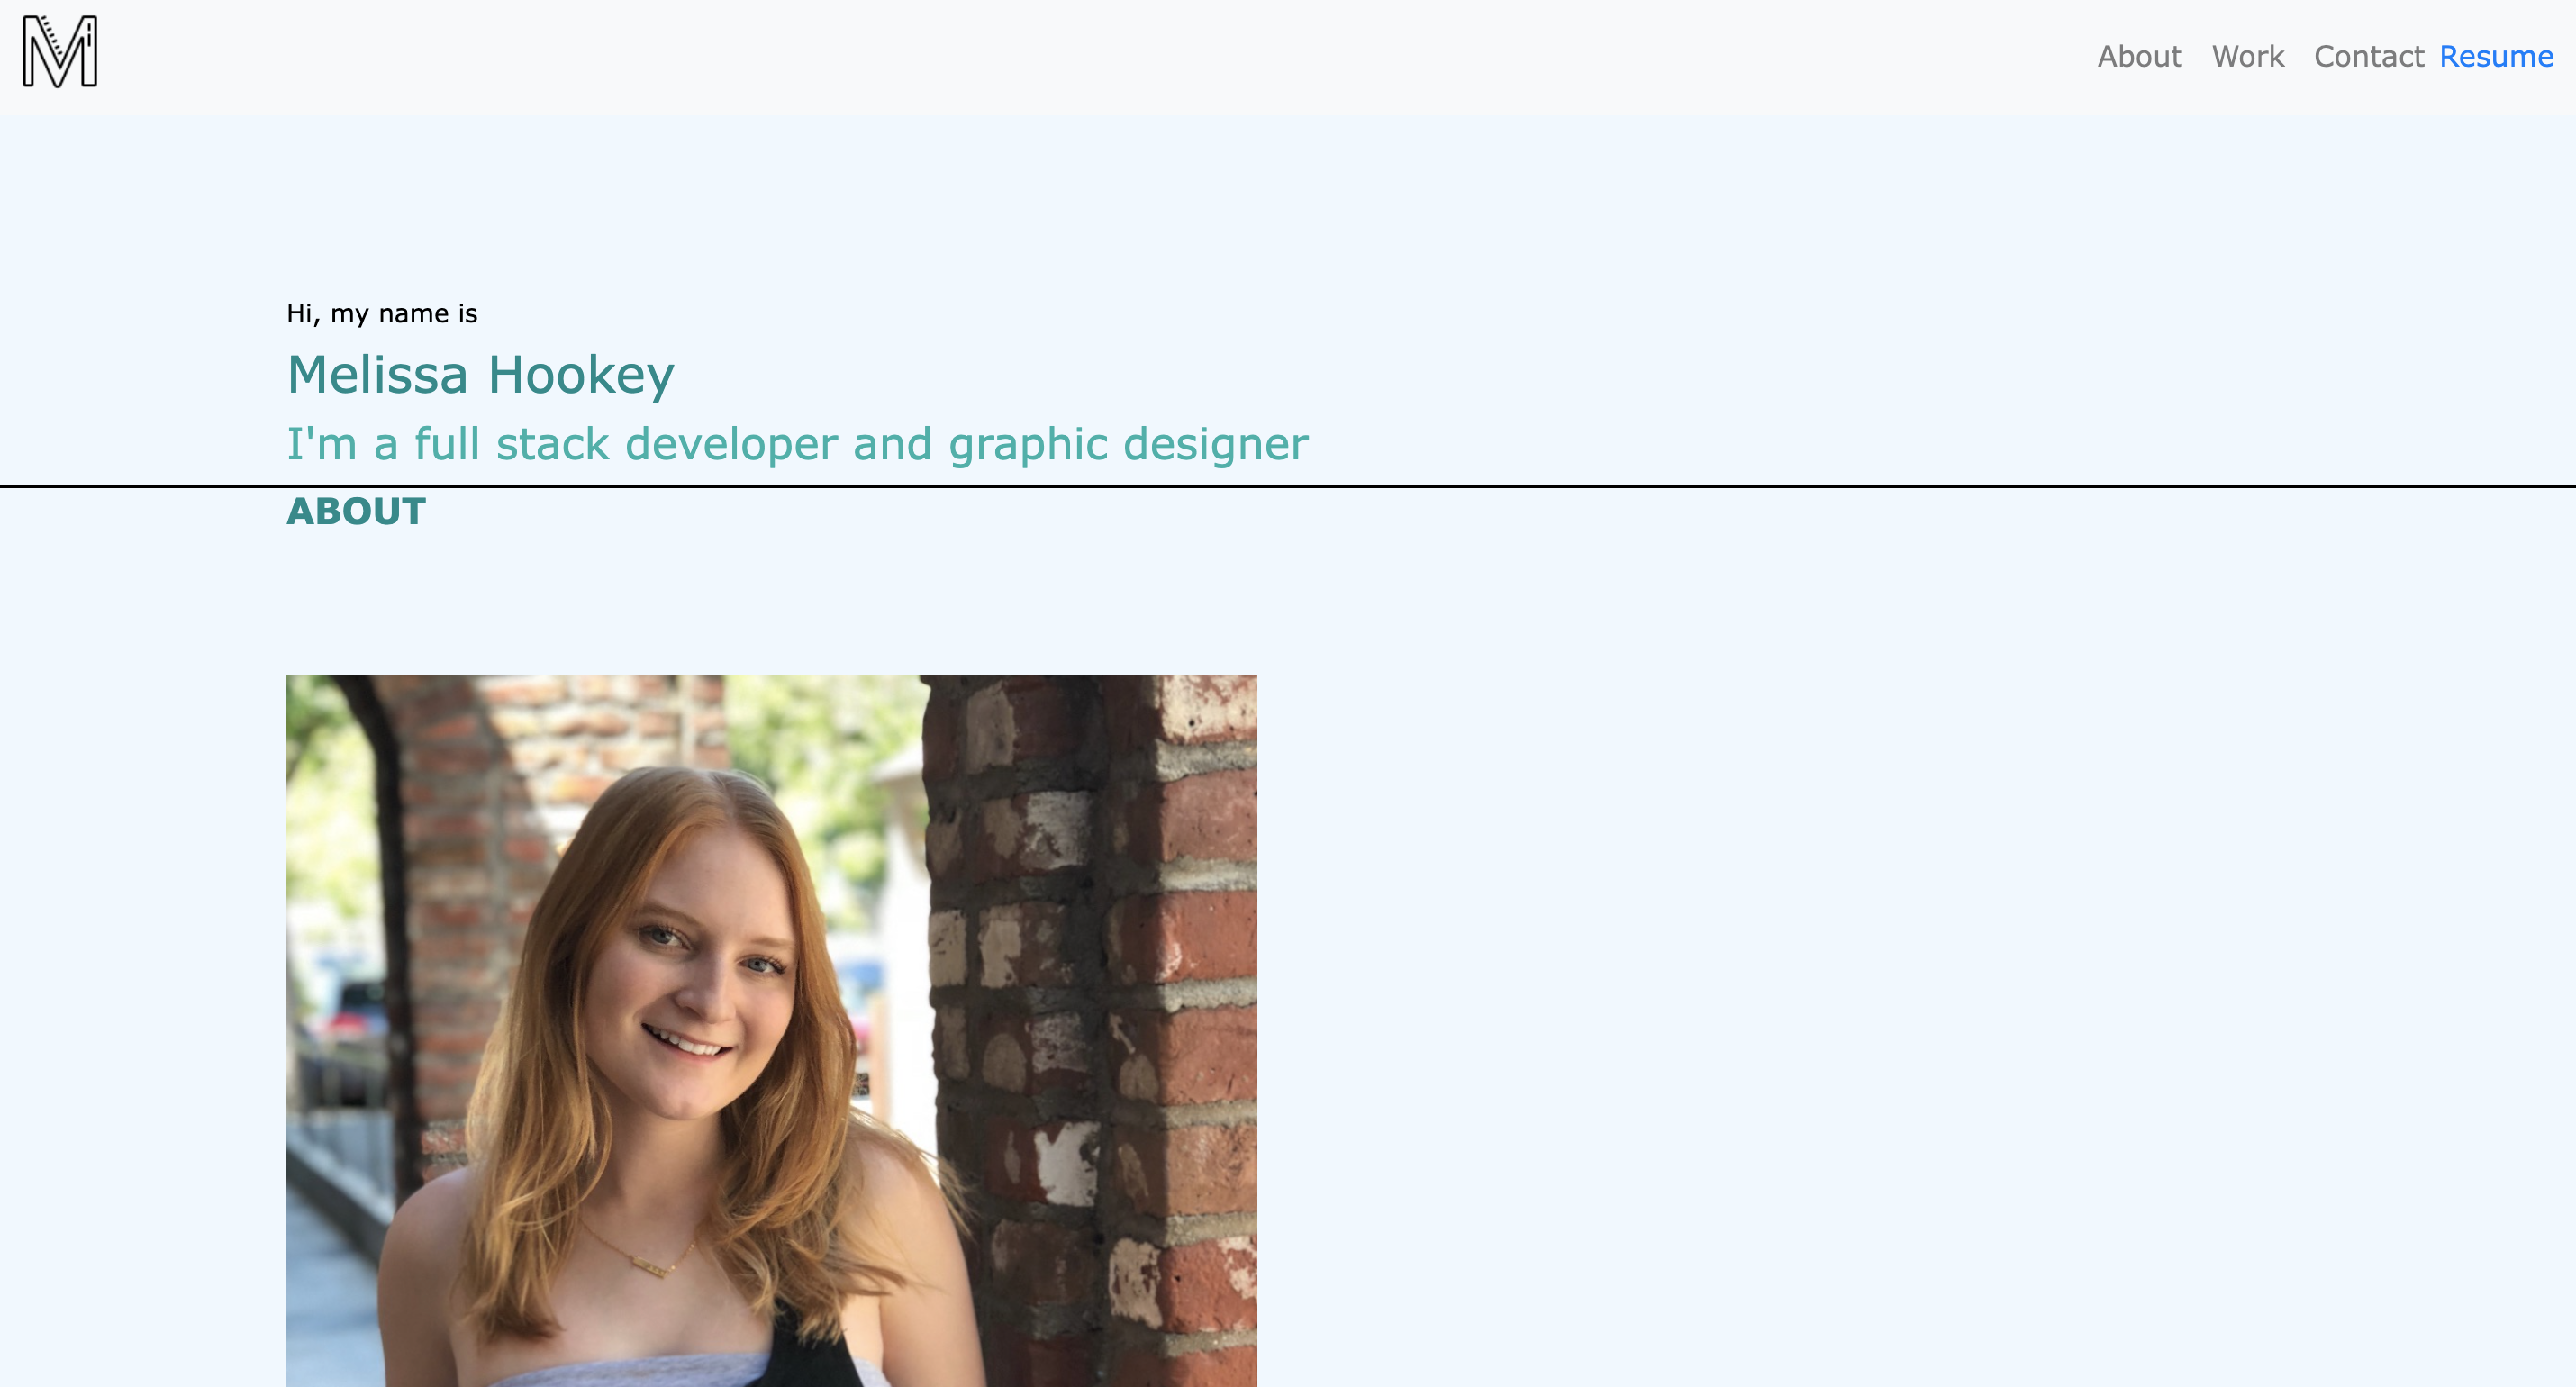 M
About Work Contact Resume
Hi, my name is
Melissa Hookey
I'm a full stack developer and graphic designer
ABOUT